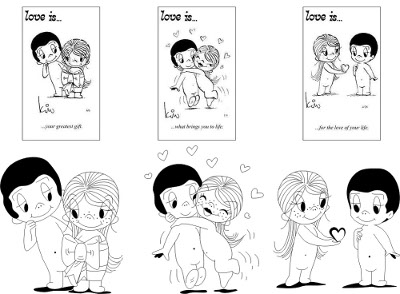 love is...
...your greatest gift.
love is...
...what brings you to life.
love is...
...for the love of your life.